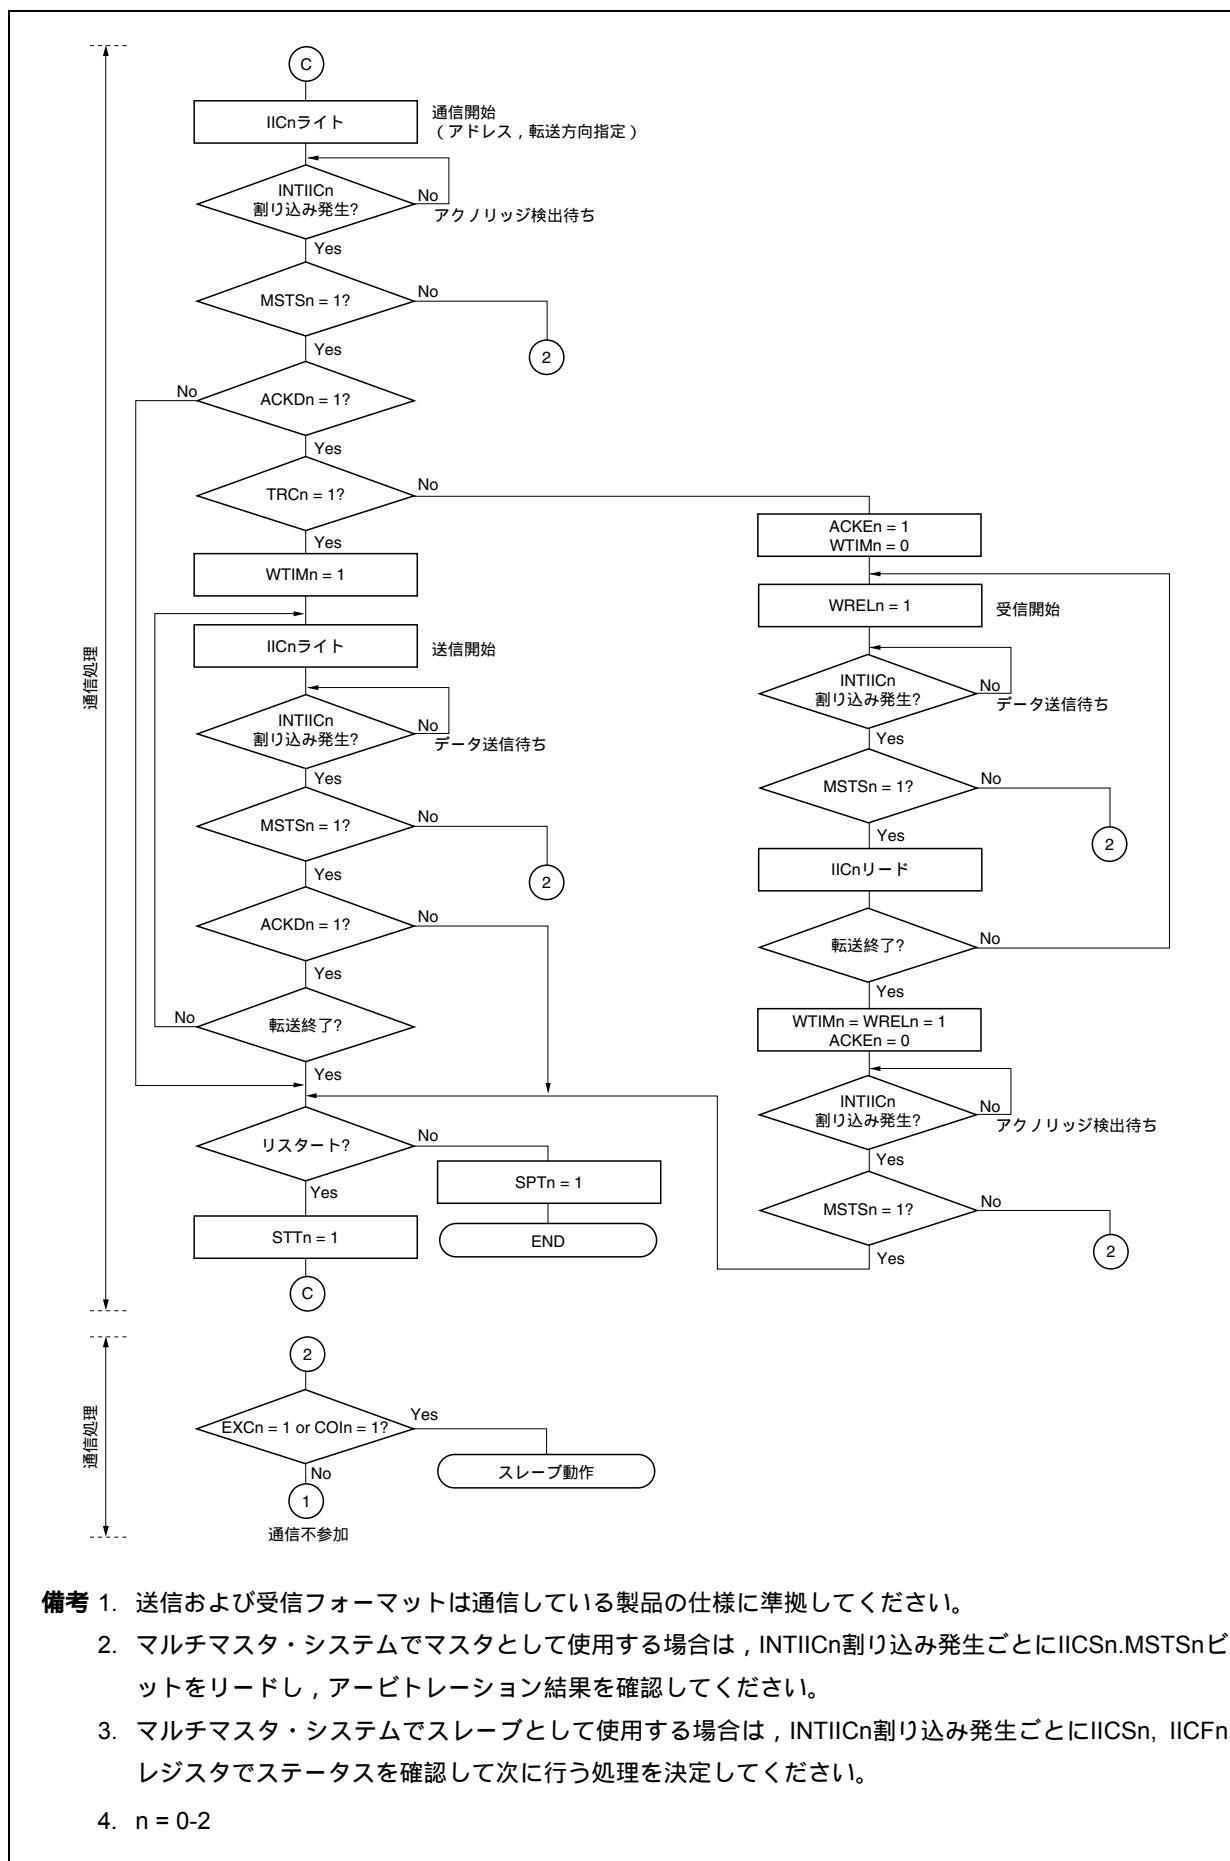 C
IICnライト
通信開始
（アドレス，転送方向指定）
INTIICn
割り込み発生?
No
アクノリッジ検出待ち
Yes
MSTSn = 1?
No
2
Yes
ACKDn = 1?
No
Yes
TRCn = 1?
No
Yes
WTIMn = 1
IICnライト
送信開始
INTIICn
割り込み発生?
No
データ送信待ち
Yes
MSTSn = 1?
No
2
Yes
ACKDn = 1?
No
Yes
転送終了?
No
Yes
ACKEn = 1
WTIMn = 0
WRELn = 1
受信開始
INTIICn
割り込み発生?
No
データ送信待ち
Yes
MSTSn = 1?
No
2
Yes
IICnリード
転送終了?
No
Yes
WTIMn = WRELn = 1
ACKEn = 0
INTIICn
割り込み発生?
No
アクノリッジ検出待ち
Yes
MSTSn = 1?
No
2
Yes
リスタート?
No
SPTn = 1
END
Yes
STTn = 1
C
通信処理
2
EXCn = 1 or COIn = 1?
Yes
スレーブ動作
No
1
通信不参加
通信処理
備考 1. 送信および受信フォーマットは通信している製品の仕様に準拠してください。
2. マルチマスタ・システムでマスタとして使用する場合は，INTIICn割り込み発生ごとにIICSn.MSTSnビ
ットをリードし，アービトレーション結果を確認してください。
3. マルチマスタ・システムでスレーブとして使用する場合は，INTIICn割り込み発生ごとにIICSn, IICFn
レジスタでステータスを確認して次に行う処理を決定してください。
4. n = 0-2